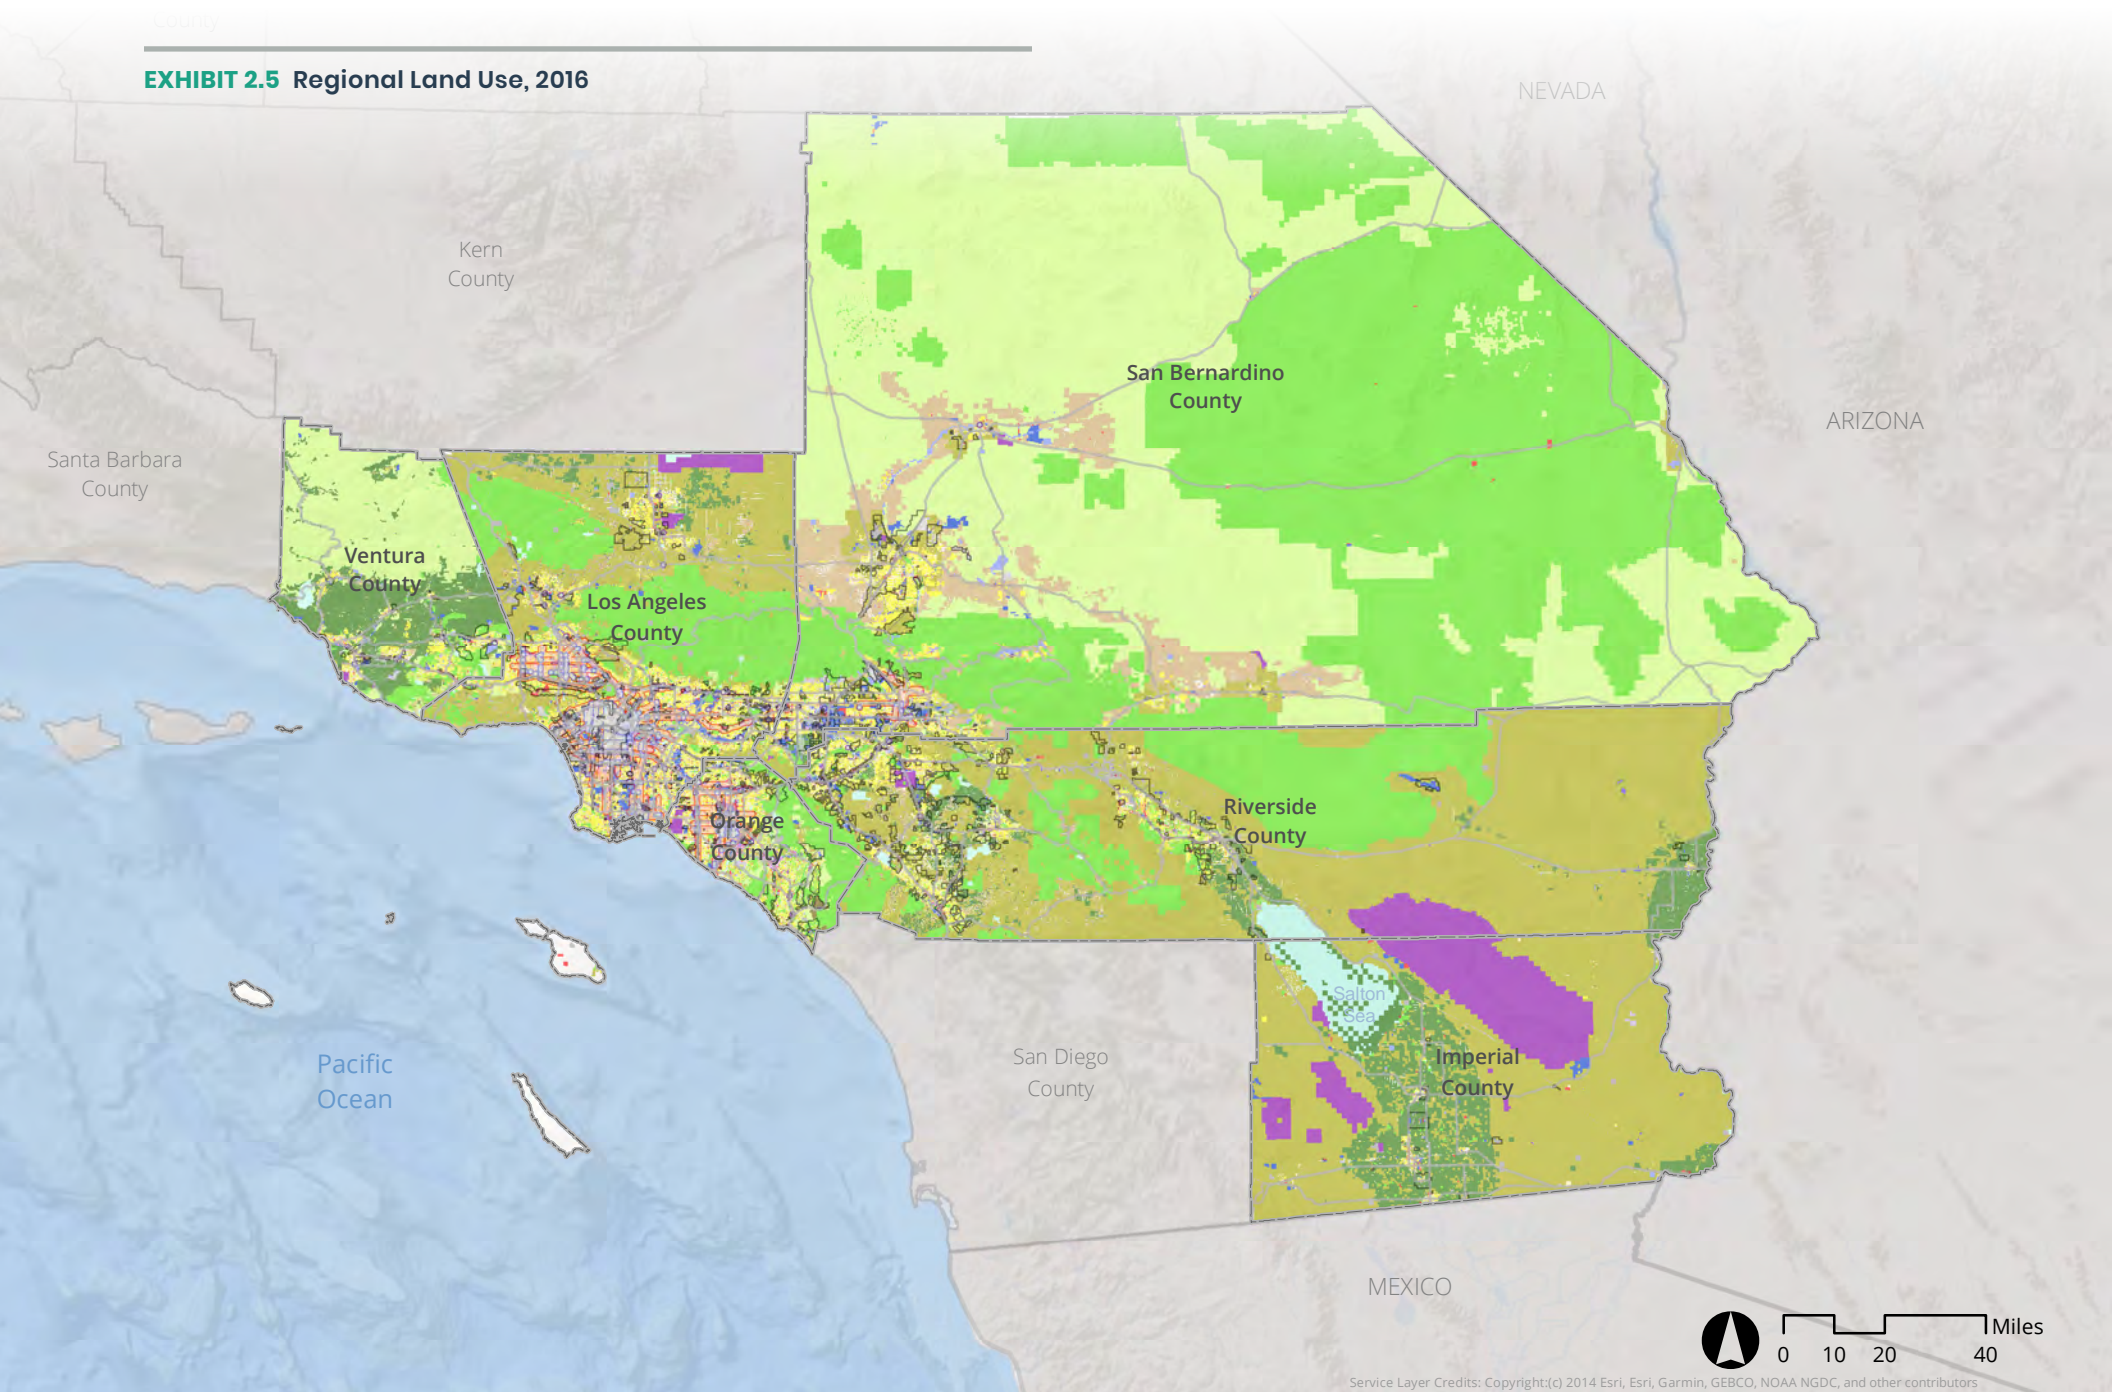 County
EXHIBIT 2.5 Regional Land Use, 2016
NEVADA
Kern
County
San Bernardino
County
ARIZONA
Santa Barbara
County
Ventura
County
Los Angeles
County
Riverside
County
Orange
County
Salton
Sea
Imperial
County
San Diego
County
Pacific
Ocean
MEXICO
Miles
0 10 20 40
Service Layer Credits: Copyright:(c) 2014 Esri, Esri, Garmin, GEBCO, NOAA NGDC, and other contributors